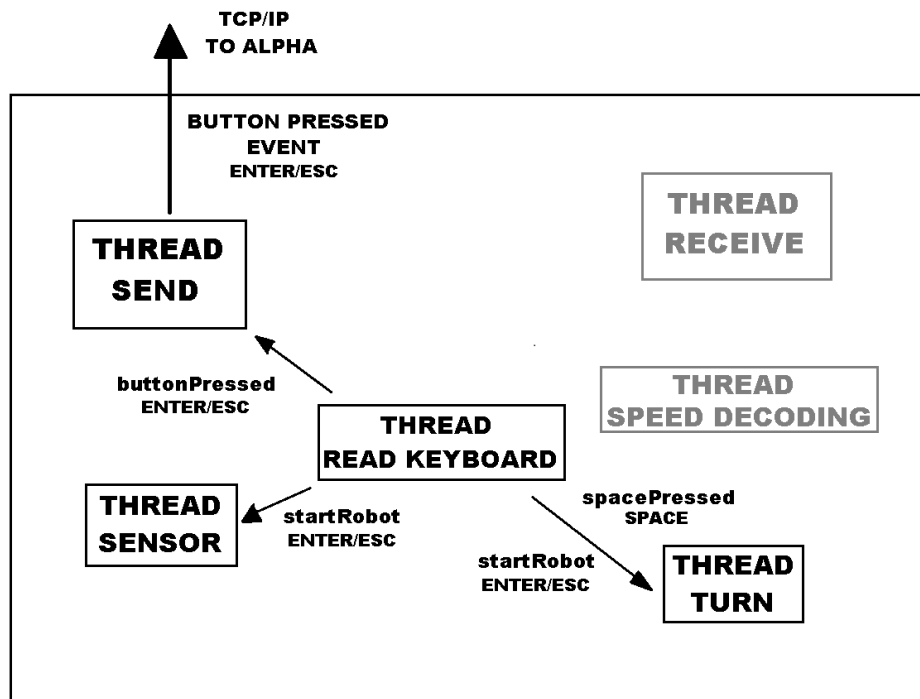 TCP/IP
TO ALPHA
BUTTON PRESSED
EVENT
ENTER/ESC
THREAD
SEND
THREAD
RECEIVE
buttonPressed
ENTER/ESC
THREAD
SPEED DECODING
THREAD
READ KEYBOARD
THREAD
SENSOR
startRobot
ENTER/ESC
spacePressed
SPACE
startRobot
ENTER/ESC
THREAD
TURN